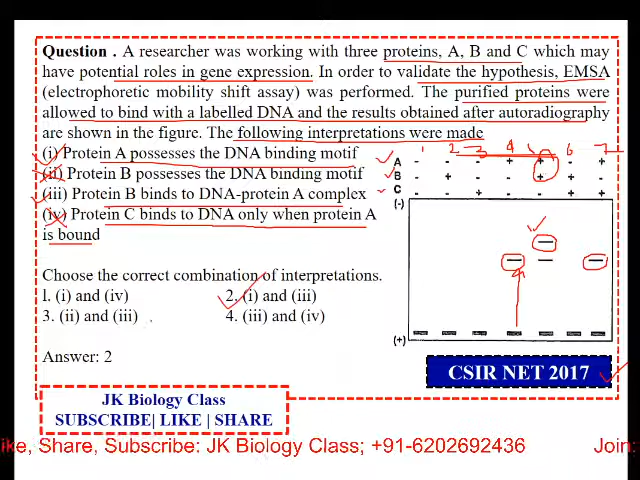 Question. A researcher was working with three proteins, A, B and C which may
have potential roles in gene expression. In order to validate the hypothesis, EMSA
(electrophoretic mobility shift assay) was performed. The purified proteins were
allowed to bind with a labelled DNA and the results obtained after autoradiography
are shown in the figure. The following interpretations were made
(i) Protein A possesses the DNA binding motif
(ii) Protein B possesses the DNA binding motif
(iii) Protein B binds to DNA-protein A complex
(iv) Protein C binds to DNA only when protein A
is bound
1 2 3 4 5 6 7
A - - - + + - +
B - + - - + + -
C - - + - - + +
(-)
(+)
Choose the correct combination of interpretations.
l. (i) and (iv) 2. (i) and (iii)
3. (ii) and (iii) . 4. (iii) and (iv)
Answer: 2
CSIR NET 2017
JK Biology Class
SUBSCRIBE| LIKE | SHARE
ike, Share, Subscribe: JK Biology Class; +91-6202692436 Join: